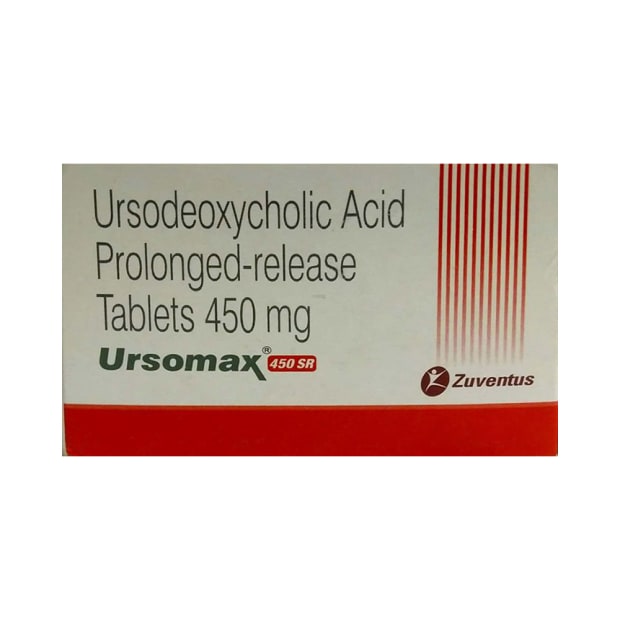 Ursodeoxycholic Acid
Prolonged-release
Tablets 450 mg
Ursomax® 450 SR
Zuventus